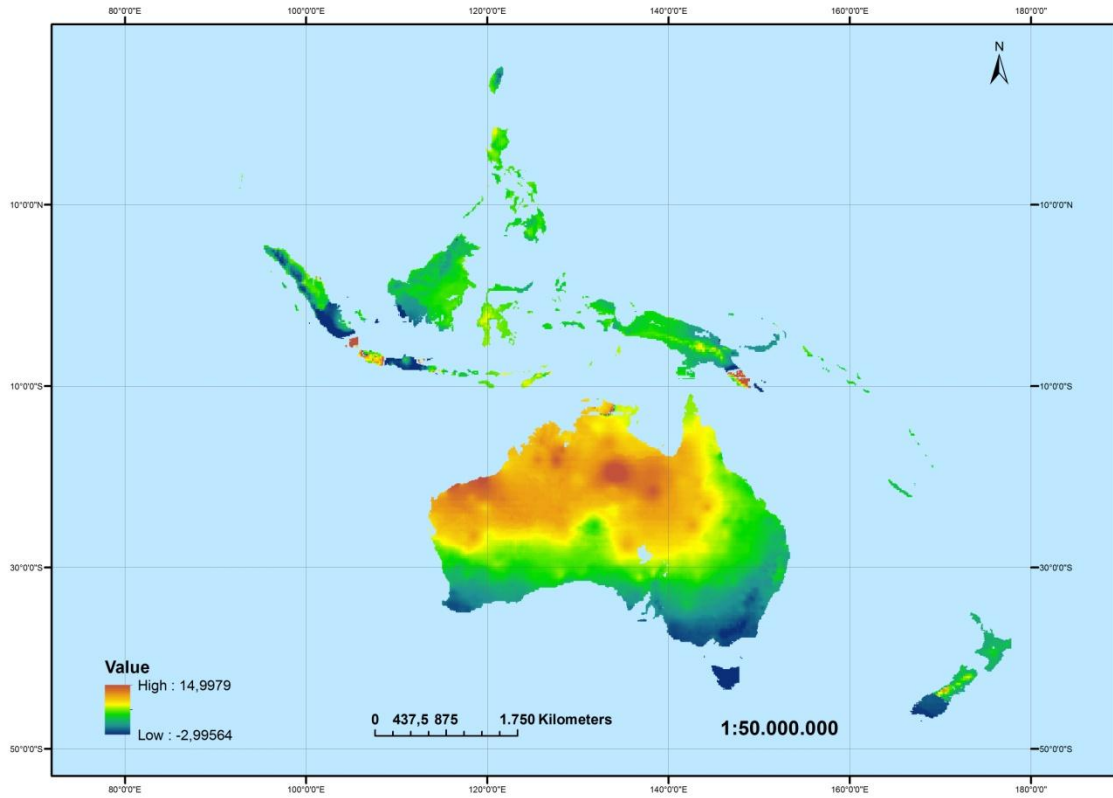 80°0'0"E 100°0'0"E 120°0'0"E 140°0'0"E 160°0'0"E 180°0'0"
N
10°0'0"N 10°0'0"N
10°0'0"S 10°0'0"S
30°0'0"S 30°0'0"S
Value
High : 14,9979
Low : -2,99564
0 437,5 875 1.750 Kilometers
1:50.000.000
50°0'0"S 50°0'0"S
80°0'0"E 100°0'0"E 120°0'0"E 140°0'0"E 160°0'0"E 180°0'0"